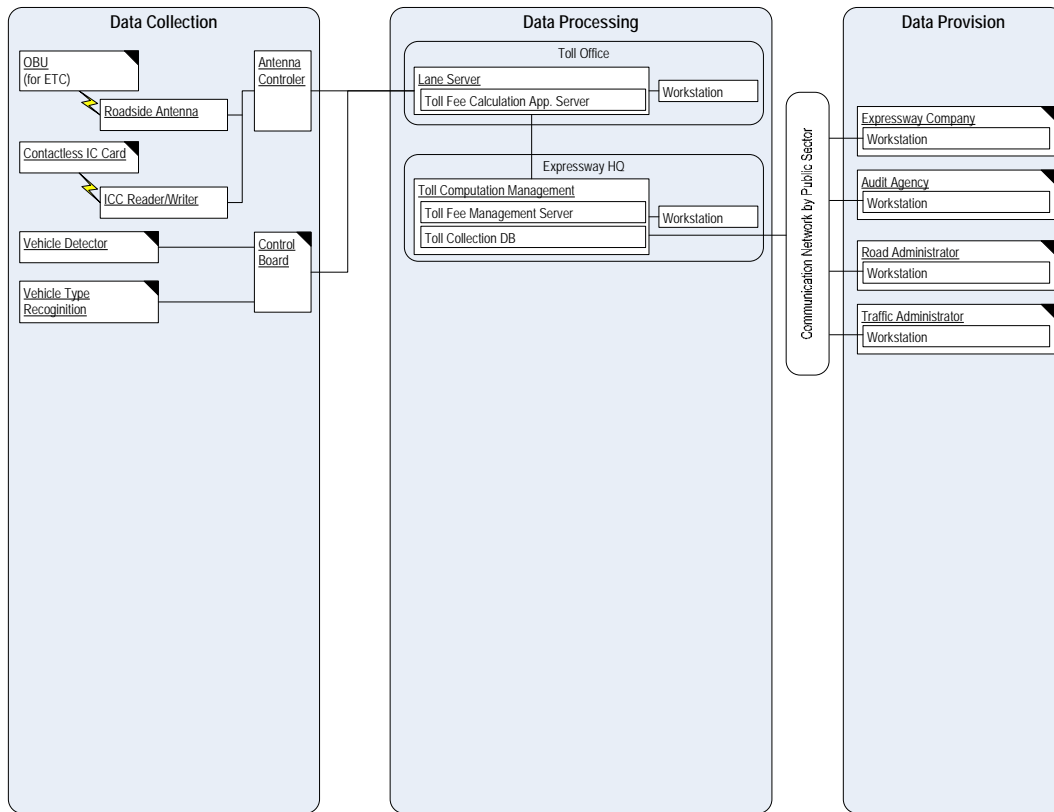 Data Collection
OBU
(for ETC)
Roadside Antenna
Antenna
Controler
Contactless IC Card
ICC Reader/Writer
Vehicle Detector
Control
Board
Vehicle Type
Recoginition
Data Processing
Toll Office
Lane Server
Toll Fee Calculation App. Server
Workstation
Expressway HQ
Toll Computation Management
Toll Fee Management Server
Workstation
Toll Collection DB
Communication Network by Public Sector
Data Provision
Expressway Company
Workstation
Audit Agency
Workstation
Road Administrator
Workstation
Traffic Administrator
Workstation